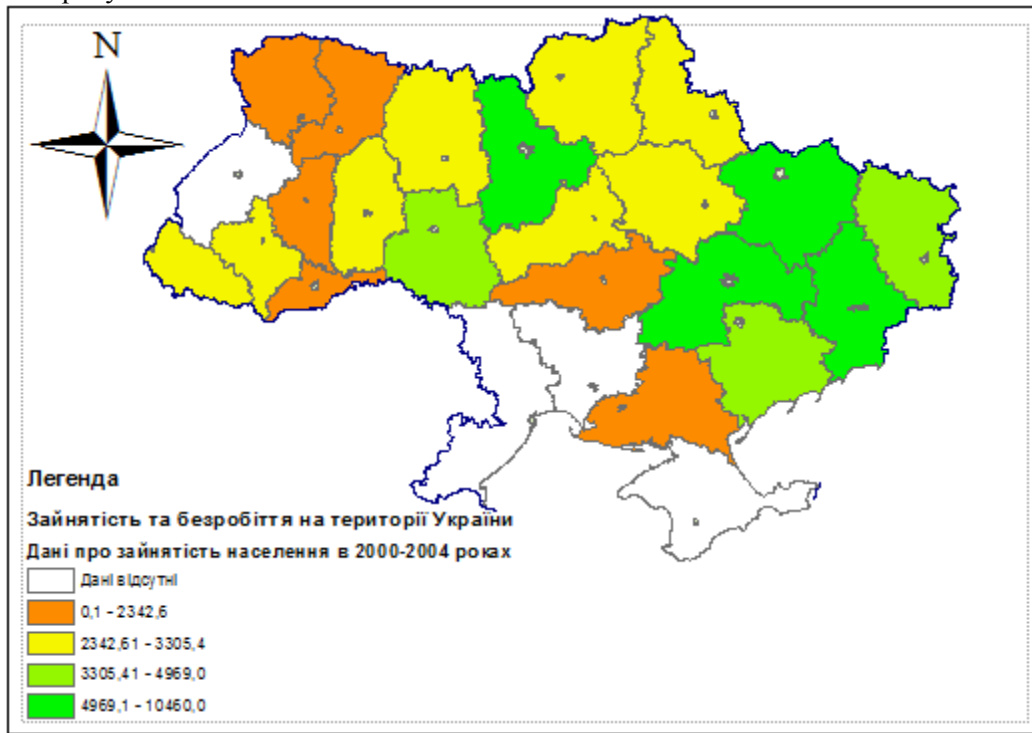 N
Легенда
Зайнятість та безробіття на території України
Дані про зайнятість населення в 2000-2004 роках
Дані відсутні
0,1 - 2342,6
2342,61 - 3305,4
3305,41 - 4969,0
4969,1 - 10460,0